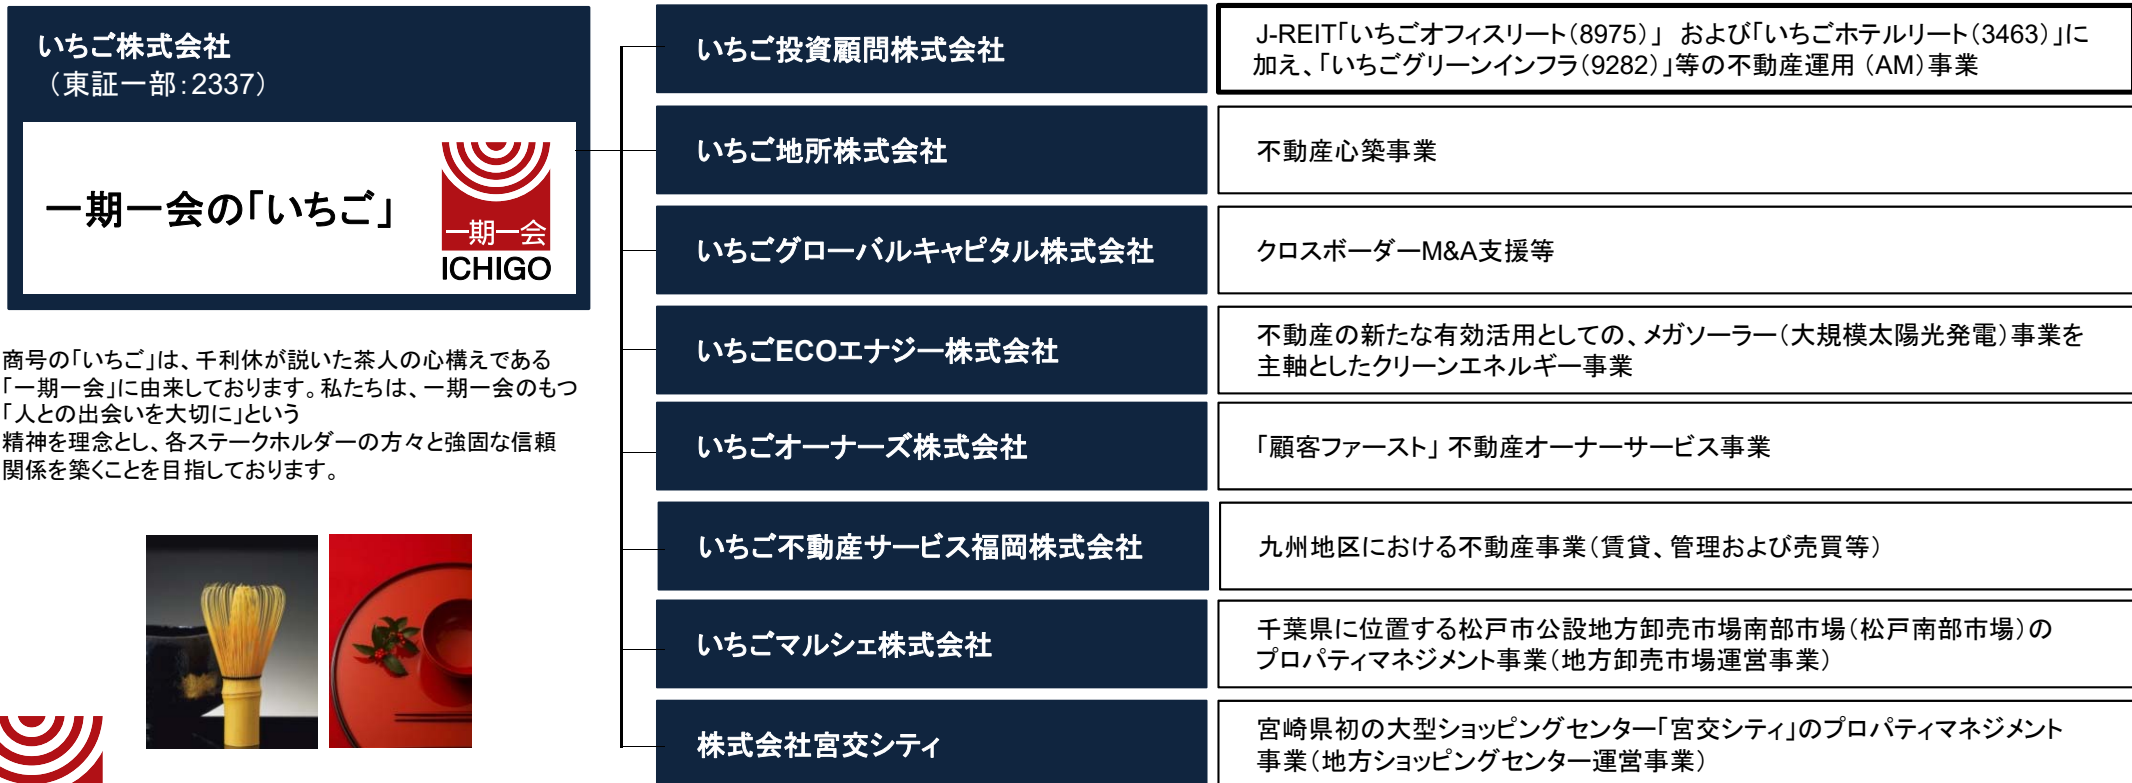 いちご株式会社
（東証一部：2337）
一期一会の「いちご」
一期一会
ICHIGO
商号の「いちご」は、千利休が説いた茶人の心構えである
「一期一会」に由来しております。私たちは、一期一会のもつ
「人との出会いを大切に」という
精神を理念とし、各ステークホルダーの方々と強固な信頼
関係を築くことを目指しております。
いちご投資顧問株式会社
J-REIT「いちごオフィスリート（8975）」 および「いちごホテルリート（3463）」に
加え、「いちごグリーンインフラ（9282）」等の不動産運用（AM）事業
いちご地所株式会社
不動産心築事業
いちごグローバルキャピタル株式会社
クロスボーダーM&A支援等
いちごECOエナジー株式会社
不動産の新たな有効活用としての、メガソーラー（大規模太陽光発電）事業を
主軸としたクリーンエネルギー事業
いちごオーナーズ株式会社
「顧客ファースト」 不動産オーナーサービス事業
いちご不動産サービス福岡株式会社
九州地区における不動産事業（賃貸、管理および売買等）
いちごマルシェ株式会社
千葉県に位置する松戸市公設地方卸売市場南部市場（松戸南部市場）の
プロパティマネジメント事業（地方卸売市場運営事業）
株式会社宮交シティ
宮崎県初の大型ショッピングセンター「宮交シティ」のプロパティマネジメント
事業（地方ショッピングセンター運営事業）